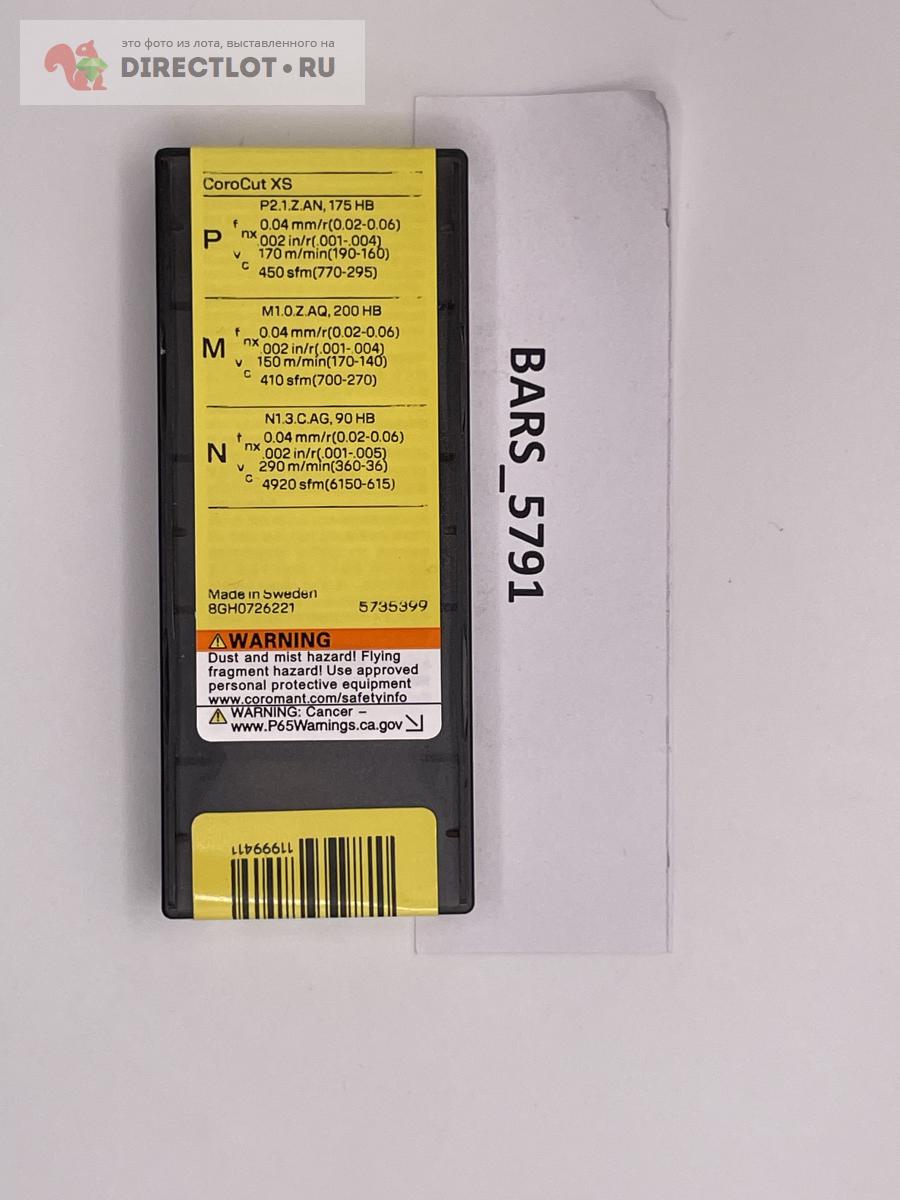 это фото из лота, выставленного на
DIRECTLOT•RU
CoroCut XS
P2.1.Z.AN, 175 HB
P
f nx 0.04 mm/r(0.02-0.06)
.002 in/r(.001-.004)
v c 170 m/min(190-160)
450 sfm(770-295)
M1.0.Z.AQ, 200 HB
M
f nx 0.04 mm/r(0.02-0.06)
.002 in/r(.001-.004)
v c 150 m/min(170-140)
410 sfm(700-270)
N1.3.C.AG, 90 HB
N
f nx 0.04 mm/r(0.02-0.06)
.002 in/r(.001-.005)
v c 290 m/min(360-36)
4920 sfm(6150-615)
Made in Sweden
8GH0726221 5735399
WARNING
Dust and mist hazard! Flying
fragment hazard! Use approved
personal protective equipment
www.coromant.com/safetyinfo
WARNING: Cancer –
www.P65Warnings.ca.gov
11999411
BARS_5791